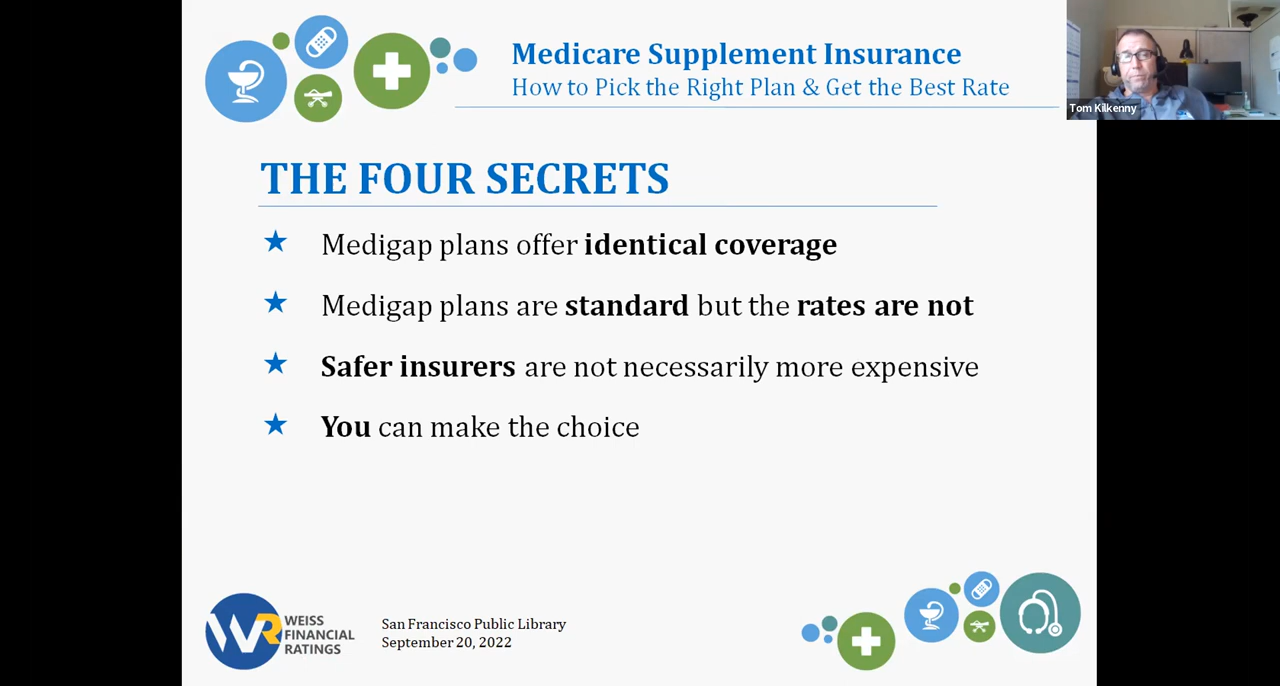 Medicare Supplement Insurance
How to Pick the Right Plan & Get the Best Rate
Tom Kilkenny
THE FOUR SECRETS
★ Medigap plans offer identical coverage
★ Medigap plans are standard but the rates are not
★ Safer insurers are not necessarily more expensive
★ You can make the choice
WR
WEISS
FINANCIAL
RATINGS
San Francisco Public Library
September 20, 2022